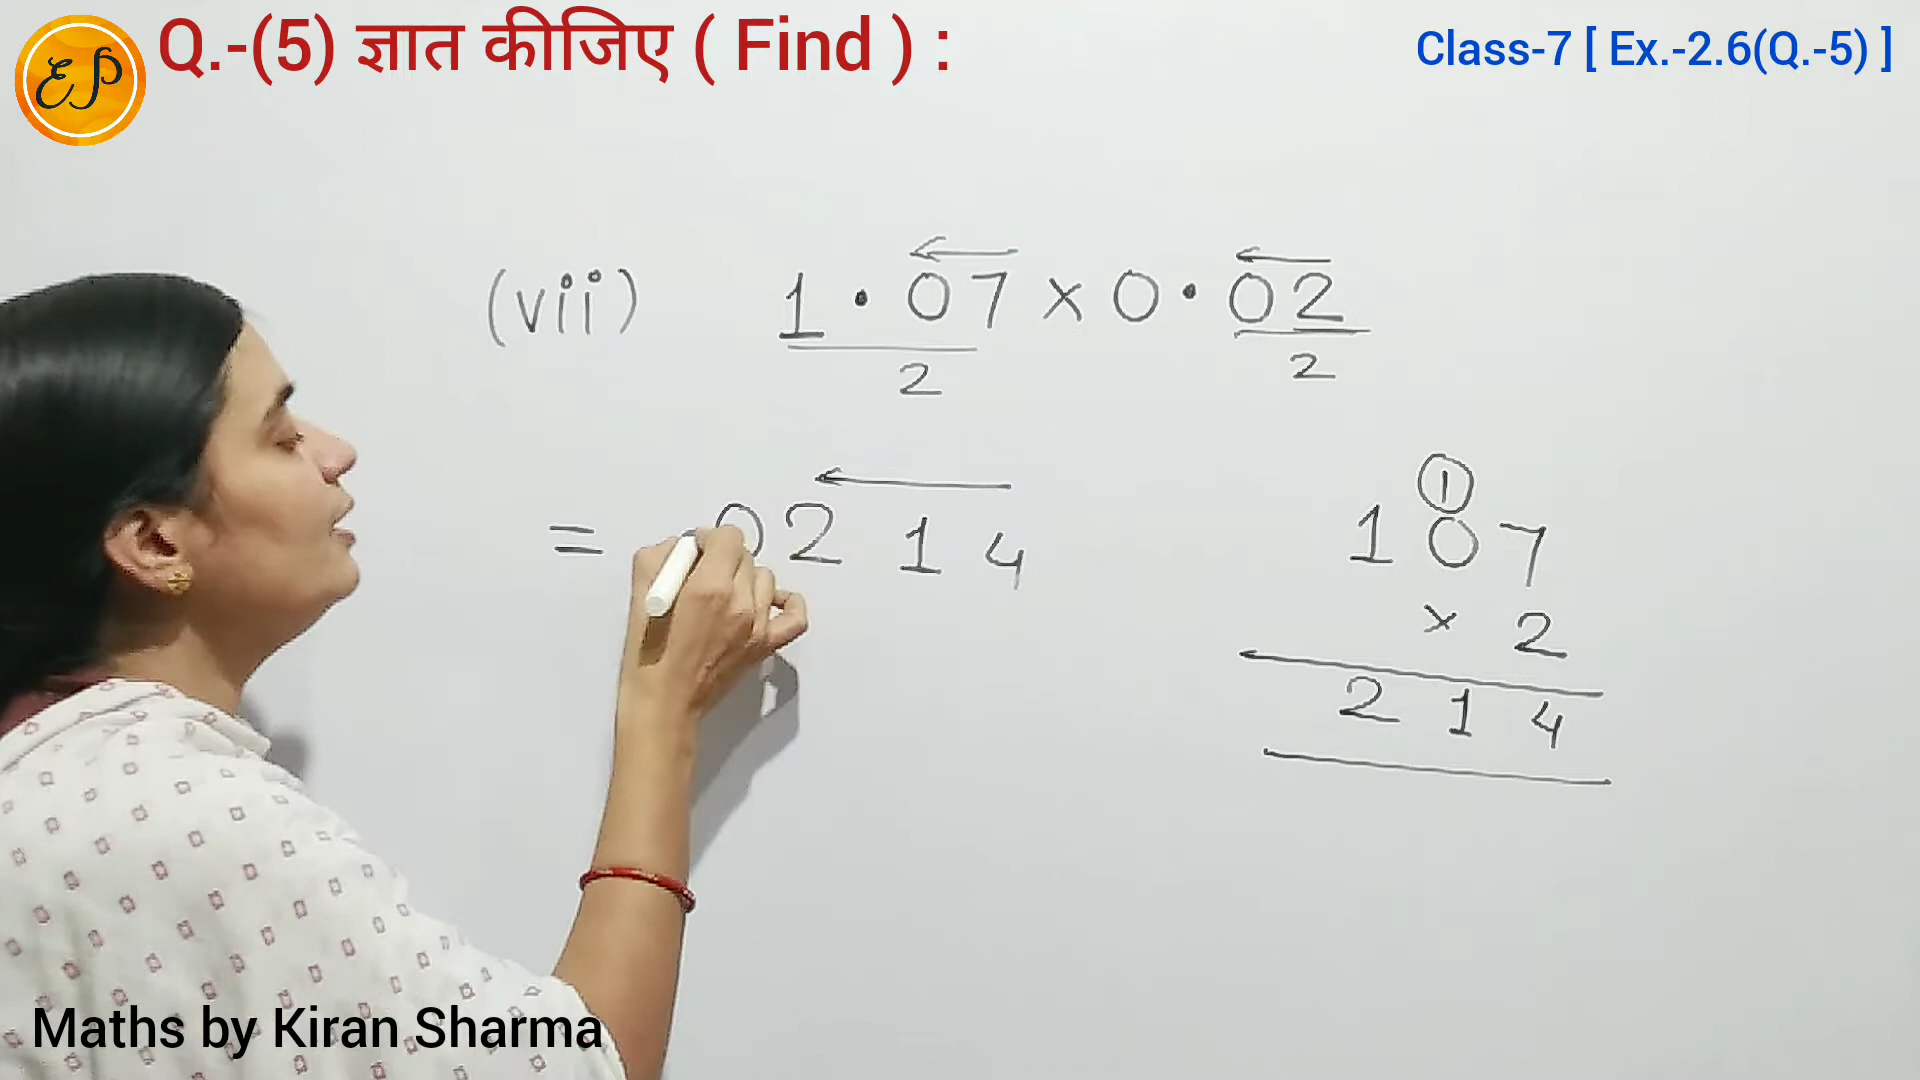 EP
Q.-(5) ज्ञात कीजिए ( Find ) :
Class-7 [ Ex.-2.6(Q.-5) ]
(vii) 1.07 × 0.02
2 2
= .0214
1
107
× 2
214
Maths by Kiran Sharma